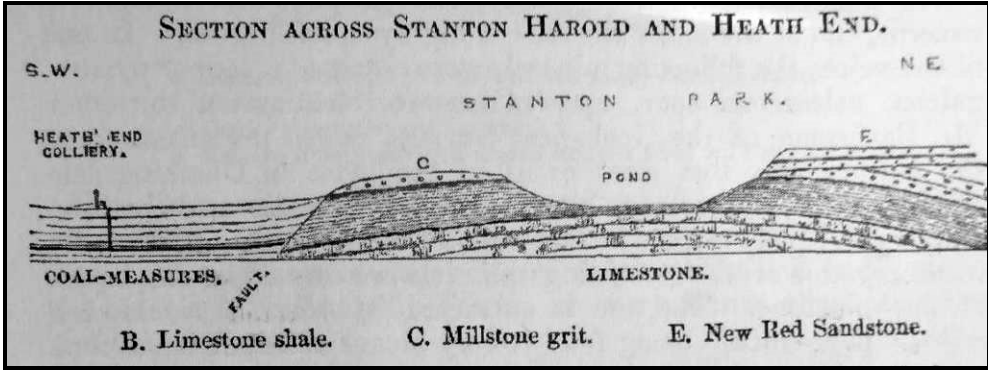 SECTION ACROSS STANTON HAROLD AND HEATH END.
S.W.
N E.
STANTON PARK.
HEATH END
COLLIERY.
C
E
POND
COAL-MEASURES.
FAULT
LIMESTONE.
B. Limestone shale. C. Millstone grit. E. New Red Sandstone.